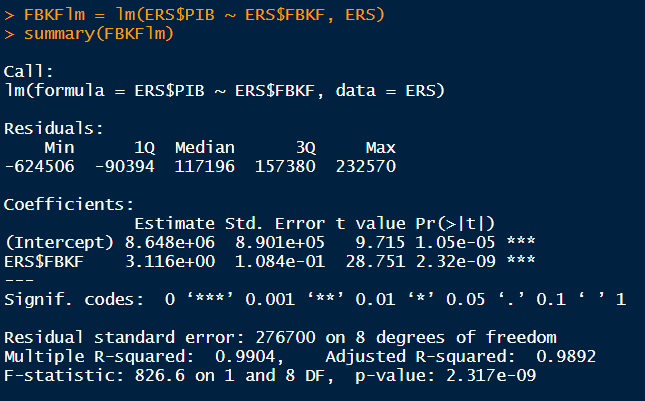 > FBKFlm = lm(ERS$PIB ~ ERS$FBKF, ERS)
> summary(FBKFlm)
Call:
lm(formula = ERS$PIB ~ ERS$FBKF, data = ERS)
Residuals:
    Min      1Q  Median      3Q     Max
-624506  -90394  117196  157380  232570
Coefficients:
             Estimate Std. Error t value Pr(>|t|)
(Intercept) 8.648e+06  8.901e+05   9.715 1.05e-05 ***
ERS$FBKF    3.116e+00  1.084e-01  28.751 2.32e-09 ***
---
Signif. codes:  0 ‘***’ 0.001 ‘**’ 0.01 ‘*’ 0.05 ‘.’ 0.1 ‘ ’ 1
Residual standard error: 276700 on 8 degrees of freedom
Multiple R-squared:  0.9904,    Adjusted R-squared:  0.9892
F-statistic: 826.6 on 1 and 8 DF,  p-value: 2.317e-09